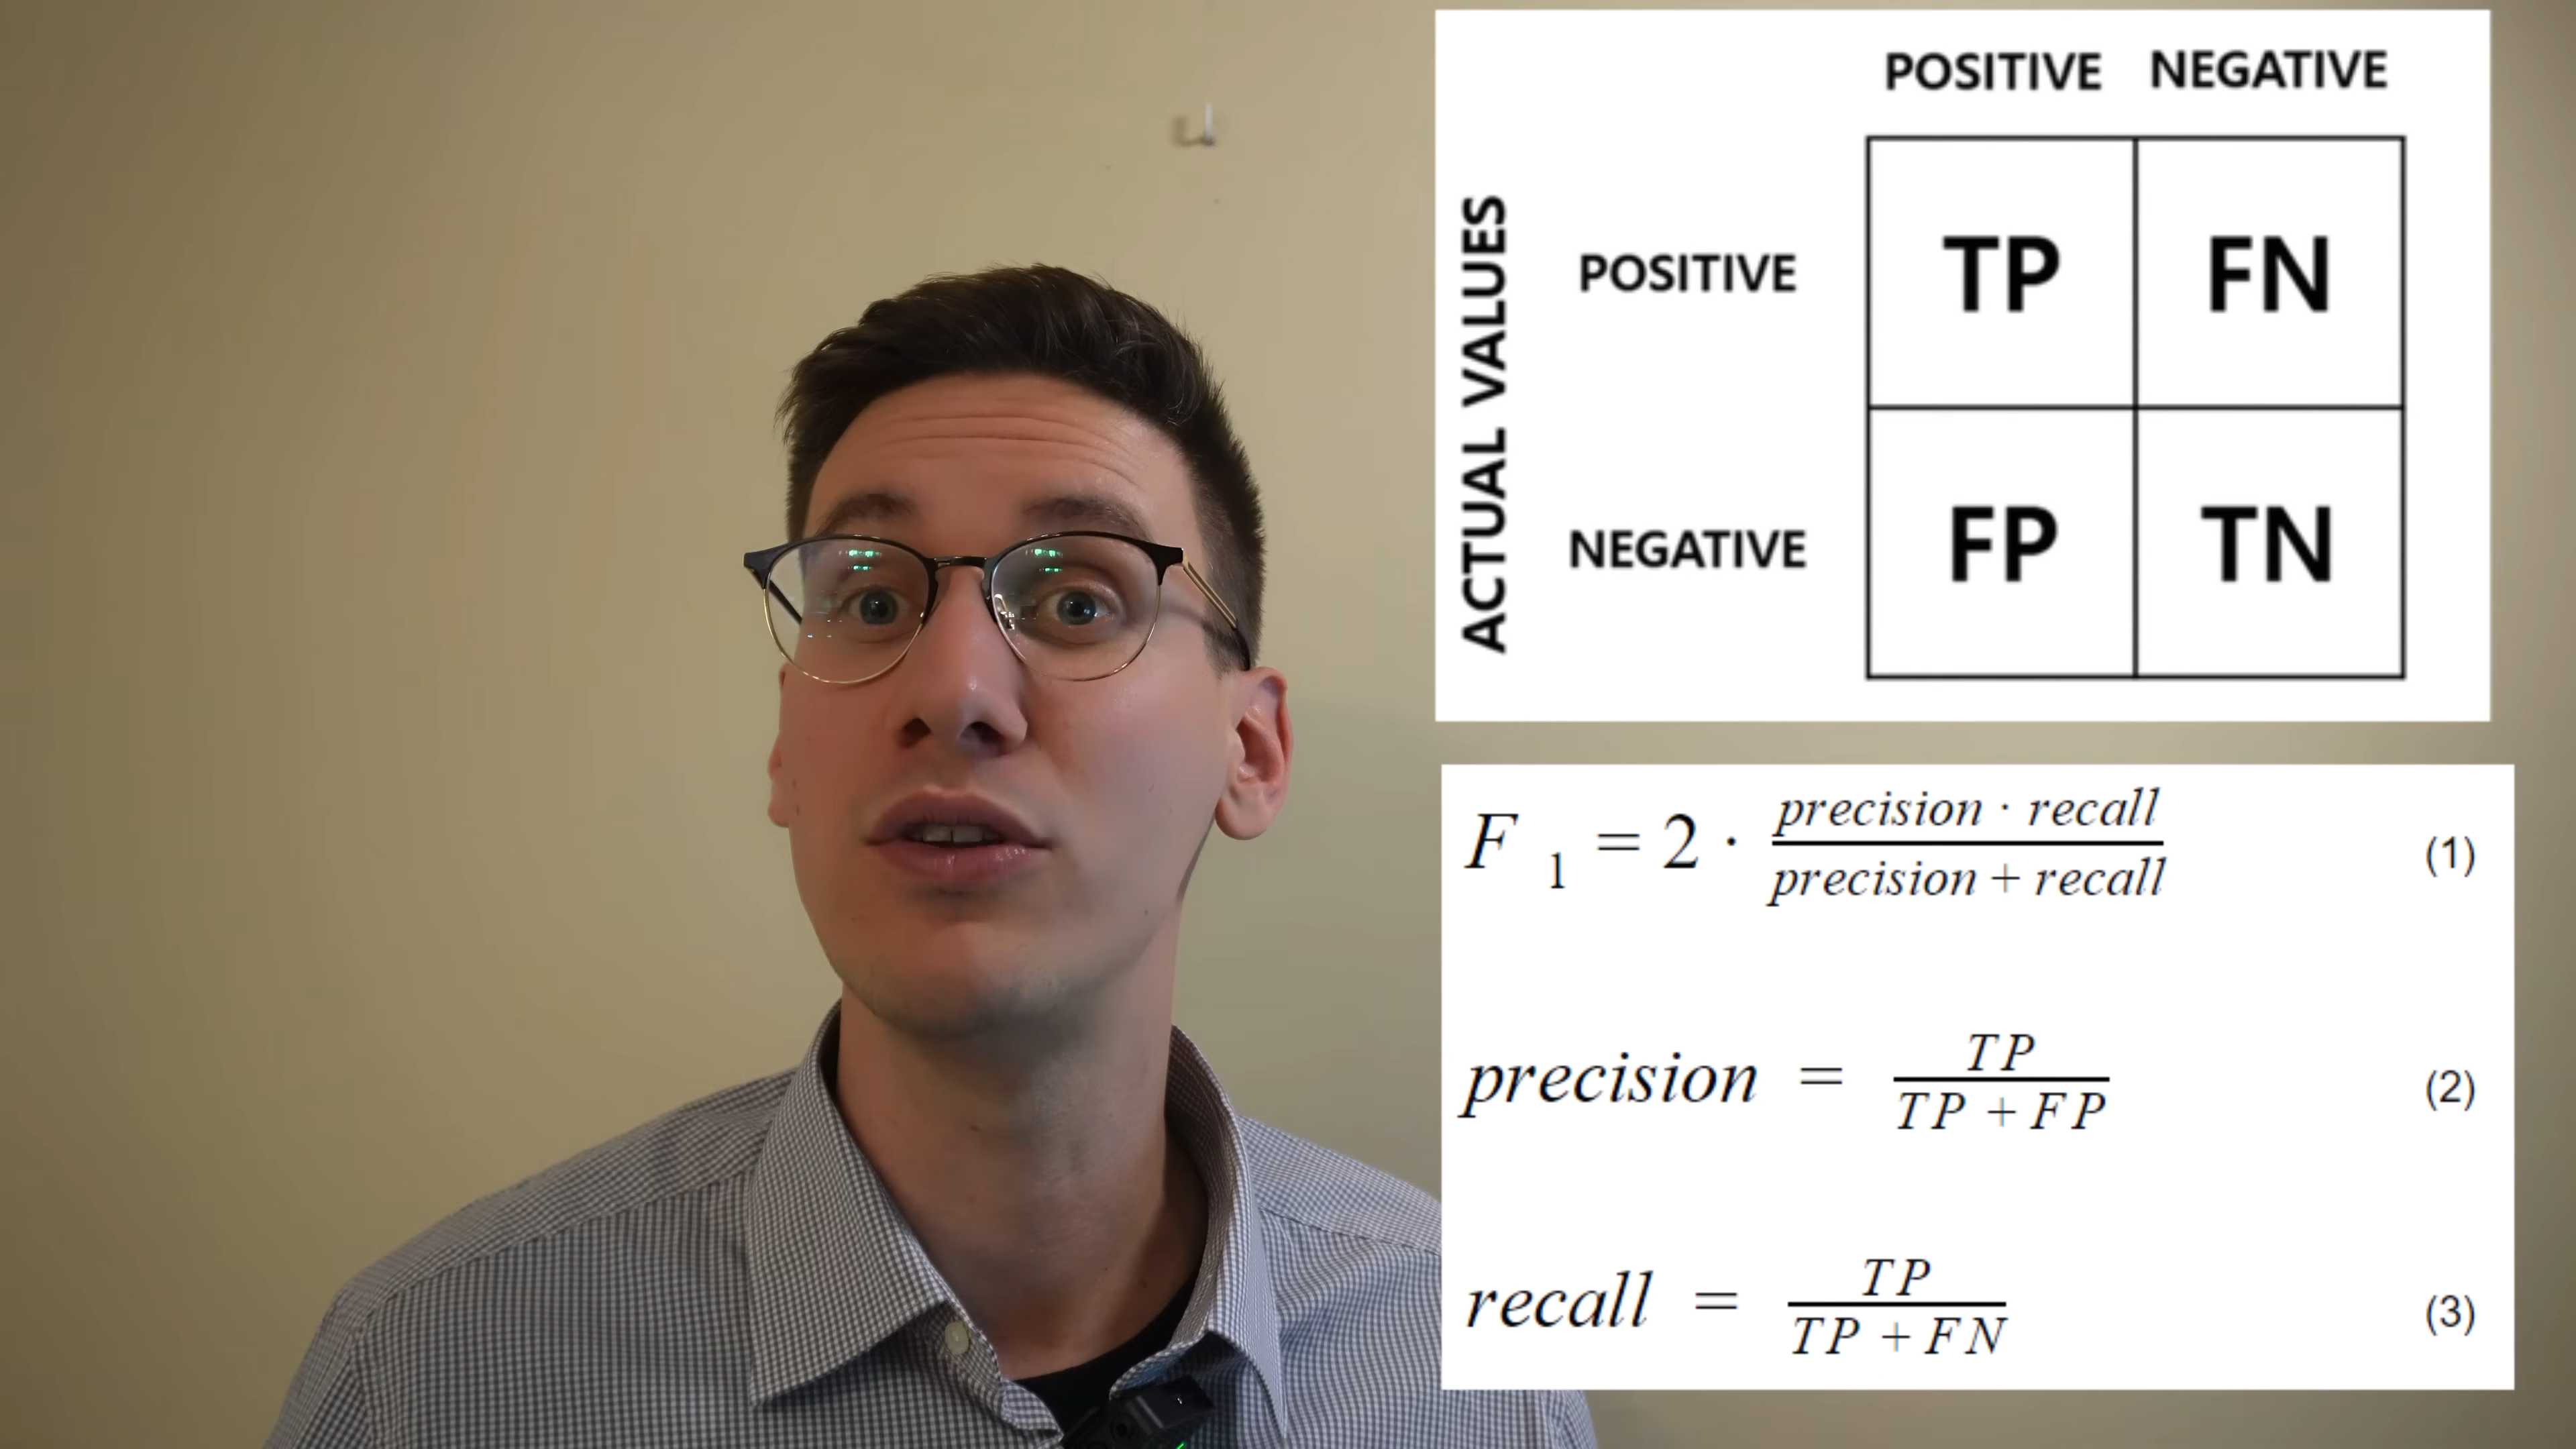 POSITIVE NEGATIVE
ACTUAL VALUES
POSITIVE TP FN
NEGATIVE FP TN
F 1 = 2 · precision · recall / precision + recall (1)
precision = TP / TP + FP (2)
recall = TP / TP + FN (3)